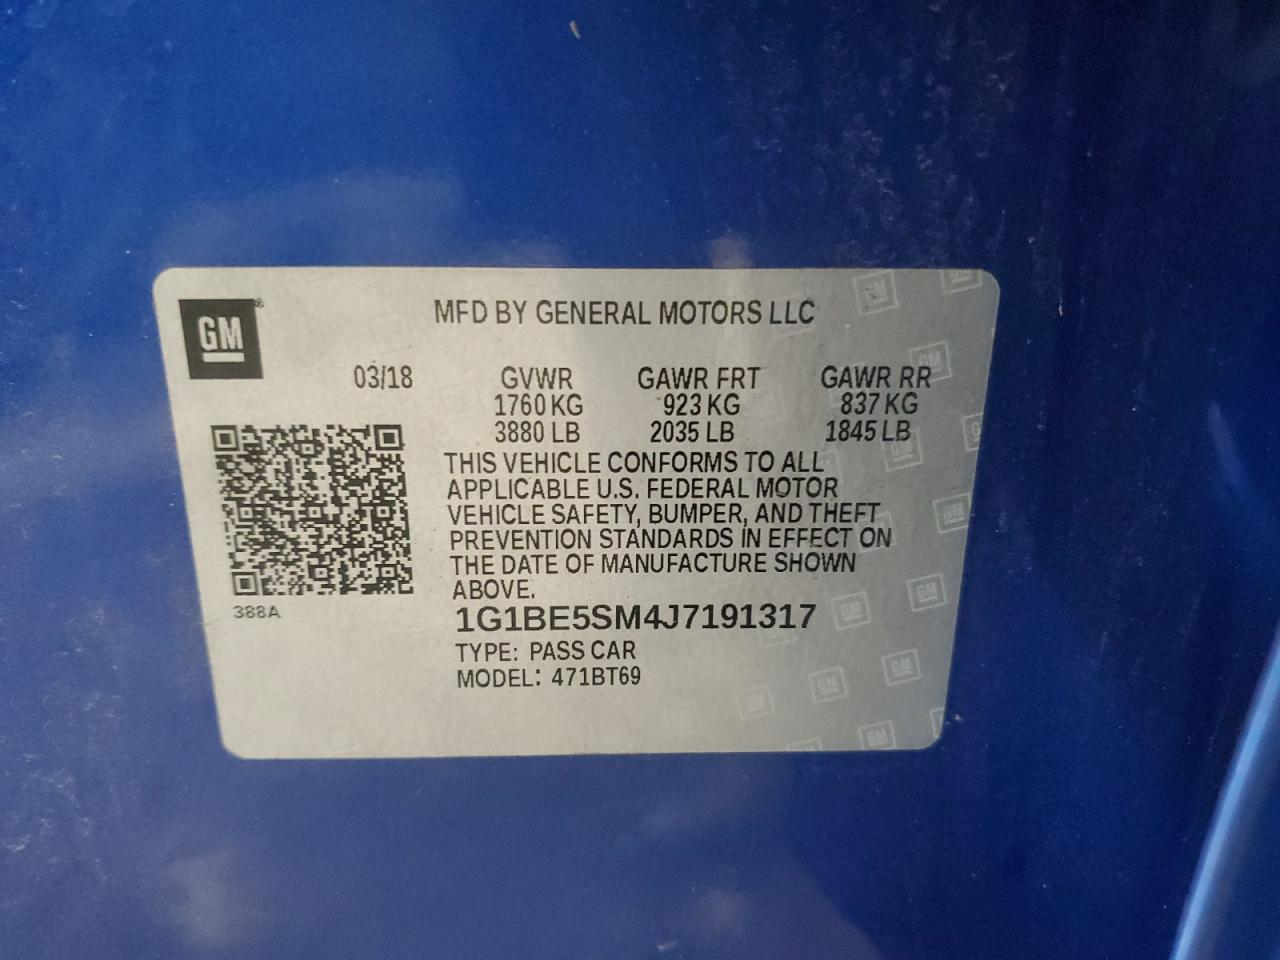 GM
MFD BY GENERAL MOTORS LLC
03/18 GVWR GAWR FRT GAWR RR
1760 KG 923 KG 837 KG
3880 LB 2035 LB 1845 LB
THIS VEHICLE CONFORMS TO ALL
APPLICABLE U.S. FEDERAL MOTOR
VEHICLE SAFETY, BUMPER, AND THEFT
PREVENTION STANDARDS IN EFFECT ON
THE DATE OF MANUFACTURE SHOWN
ABOVE.
388A
1G1BE5SM4J7191317
TYPE: PASS CAR
MODEL: 471BT69